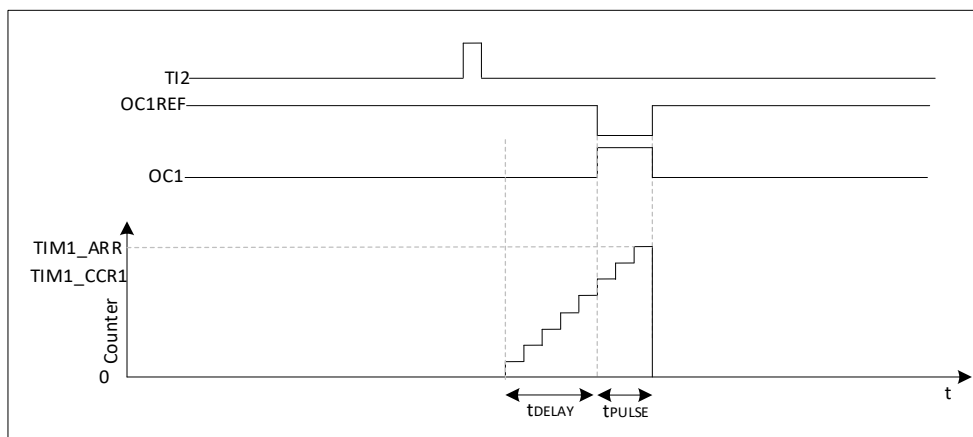 TI2
OC1REF
OC1
TIM1_ARR
TIM1_CCR1
Counter
0
t
tDELAY
tPULSE